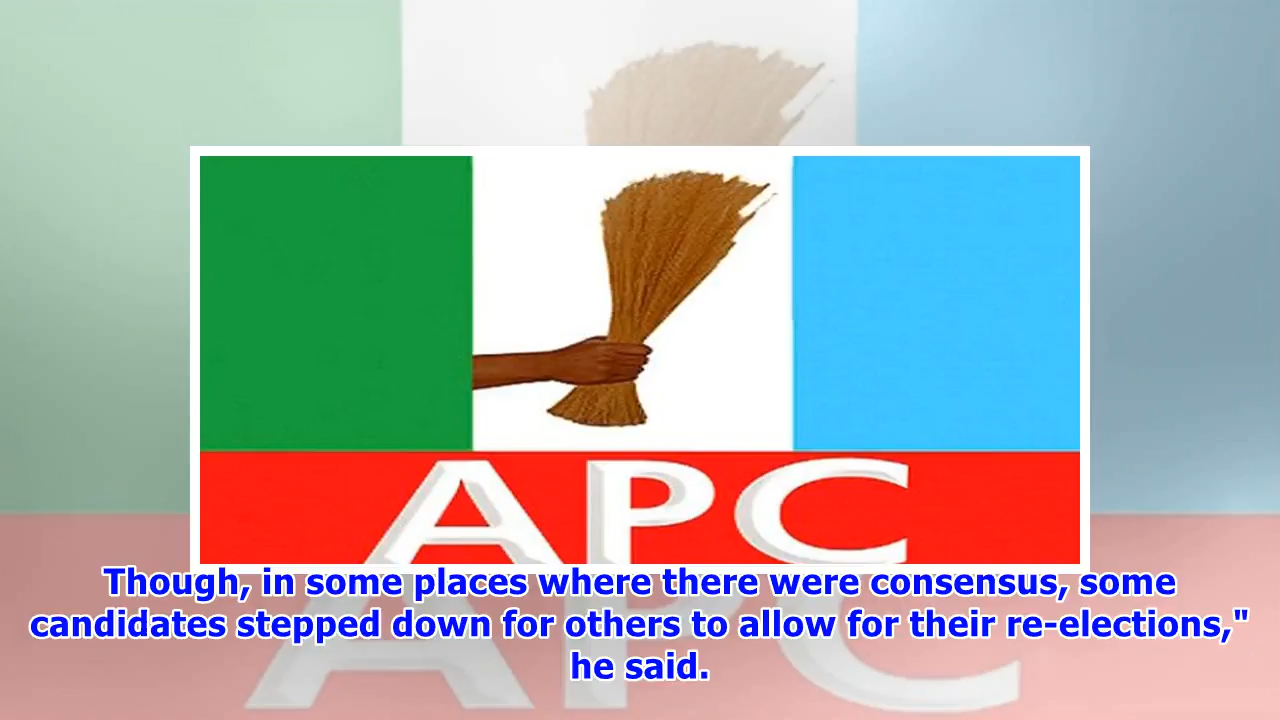 APC
Though, in some places where there were consensus, some
candidates stepped down for others to allow for their re-elections,"
he said.
APC